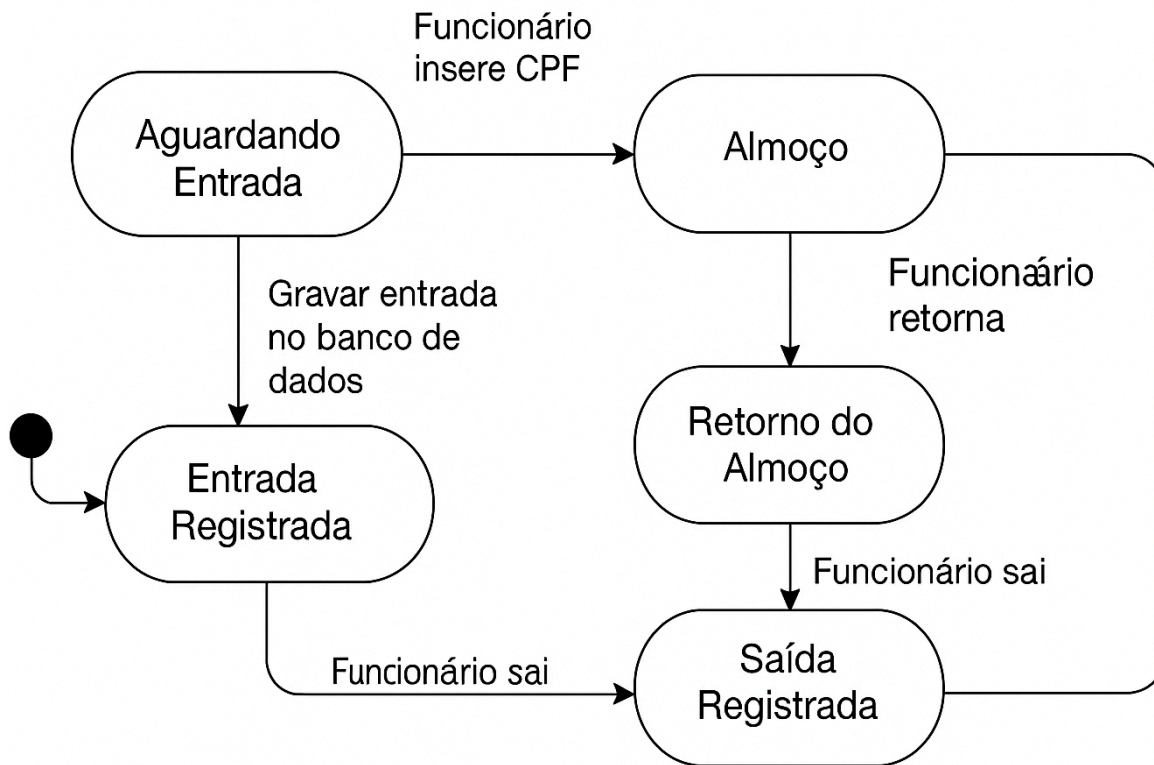 Funcionário
insere CPF
Aguardando
Entrada
Almoço
Gravar entrada
no banco de
dados
Funcionaário
retorna
Retorno do
Almoço
Entrada
Registrada
Funcionário sai
Funcionário sai
Saída
Registrada